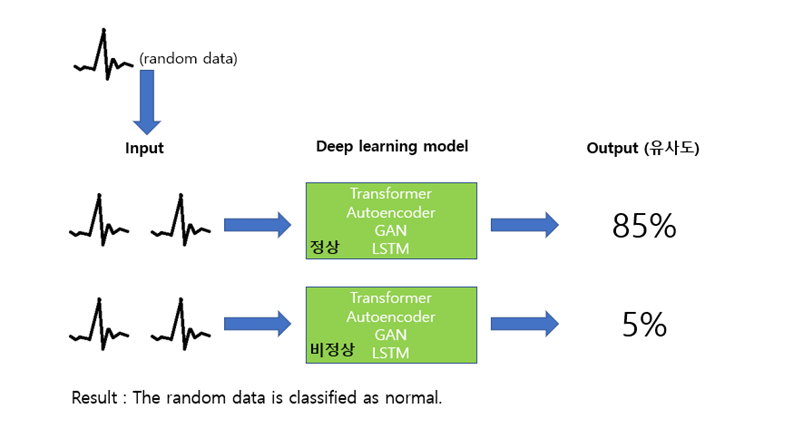 (random data)
Input
Deep learning model
Output (유사도)
Transformer
Autoencoder
GAN
정상
LSTM
85%
Transformer
Autoencoder
GAN
비정상
LSTM
5%
Result : The random data is classified as normal.